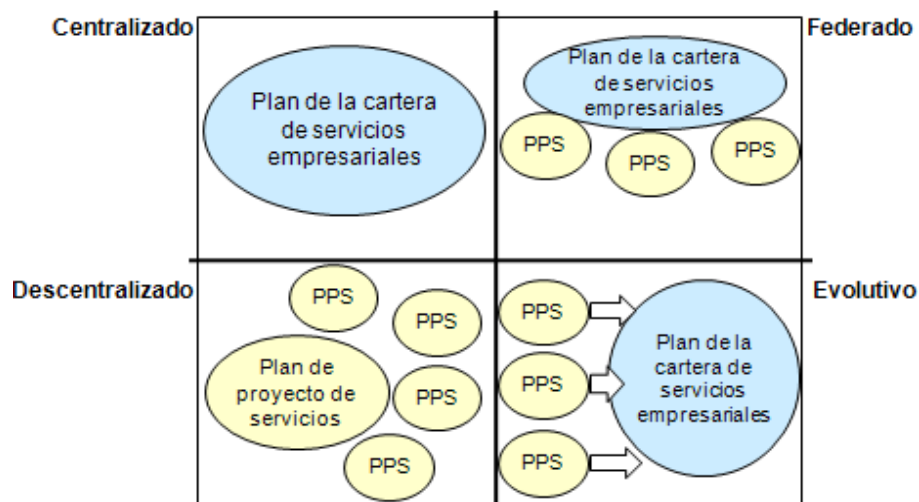 Centralizado
Plan de la cartera
de servicios
empresariales
Federado
Plan de la cartera
de servicios
empresariales
PPS
PPS
PPS
Descentralizado
PPS
PPS
Plan de
proyecto de
servicios
PPS
PPS
Evolutivo
PPS
PPS
PPS
Plan de la
cartera de
servicios
empresariales